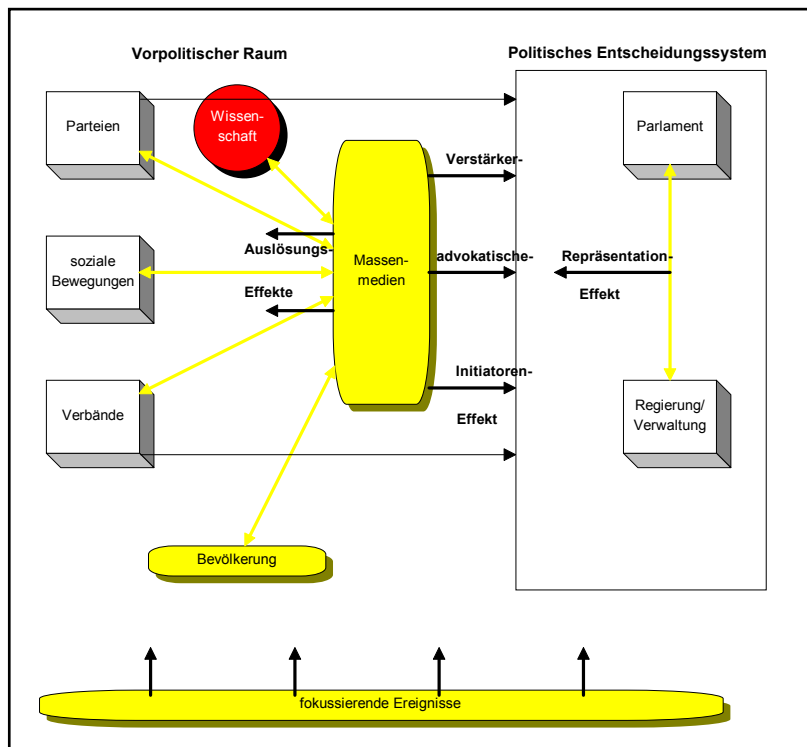 Vorpolitischer Raum
Politisches Entscheidungssystem
Parteien
Wissen-
schaft
Parlament
Verstärker-
Auslösungs-
soziale
Bewegungen
Massen-
medien
advokatische-
Repräsentation-
Effekte
Effekt
Initiatoren-
Effekt
Verbände
Regierung/
Verwaltung
Bevölkerung
fokussierende Ereignisse